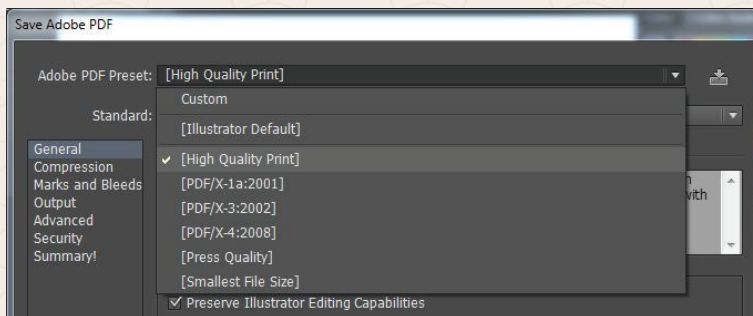 Save Adobe PDF
Adobe PDF Preset: [High Quality Print]
Custom
Standard:
[Illustrator Default]
General
[High Quality Print]
Compression
Marks and Bleeds
[PDF/X-1a:2001]
with
Output
[PDF/X-3:2002]
Advanced
[PDF/X-4:2008]
Security
Summary!
[Press Quality]
[Smallest File Size]
Preserve Illustrator Editing Capabilities